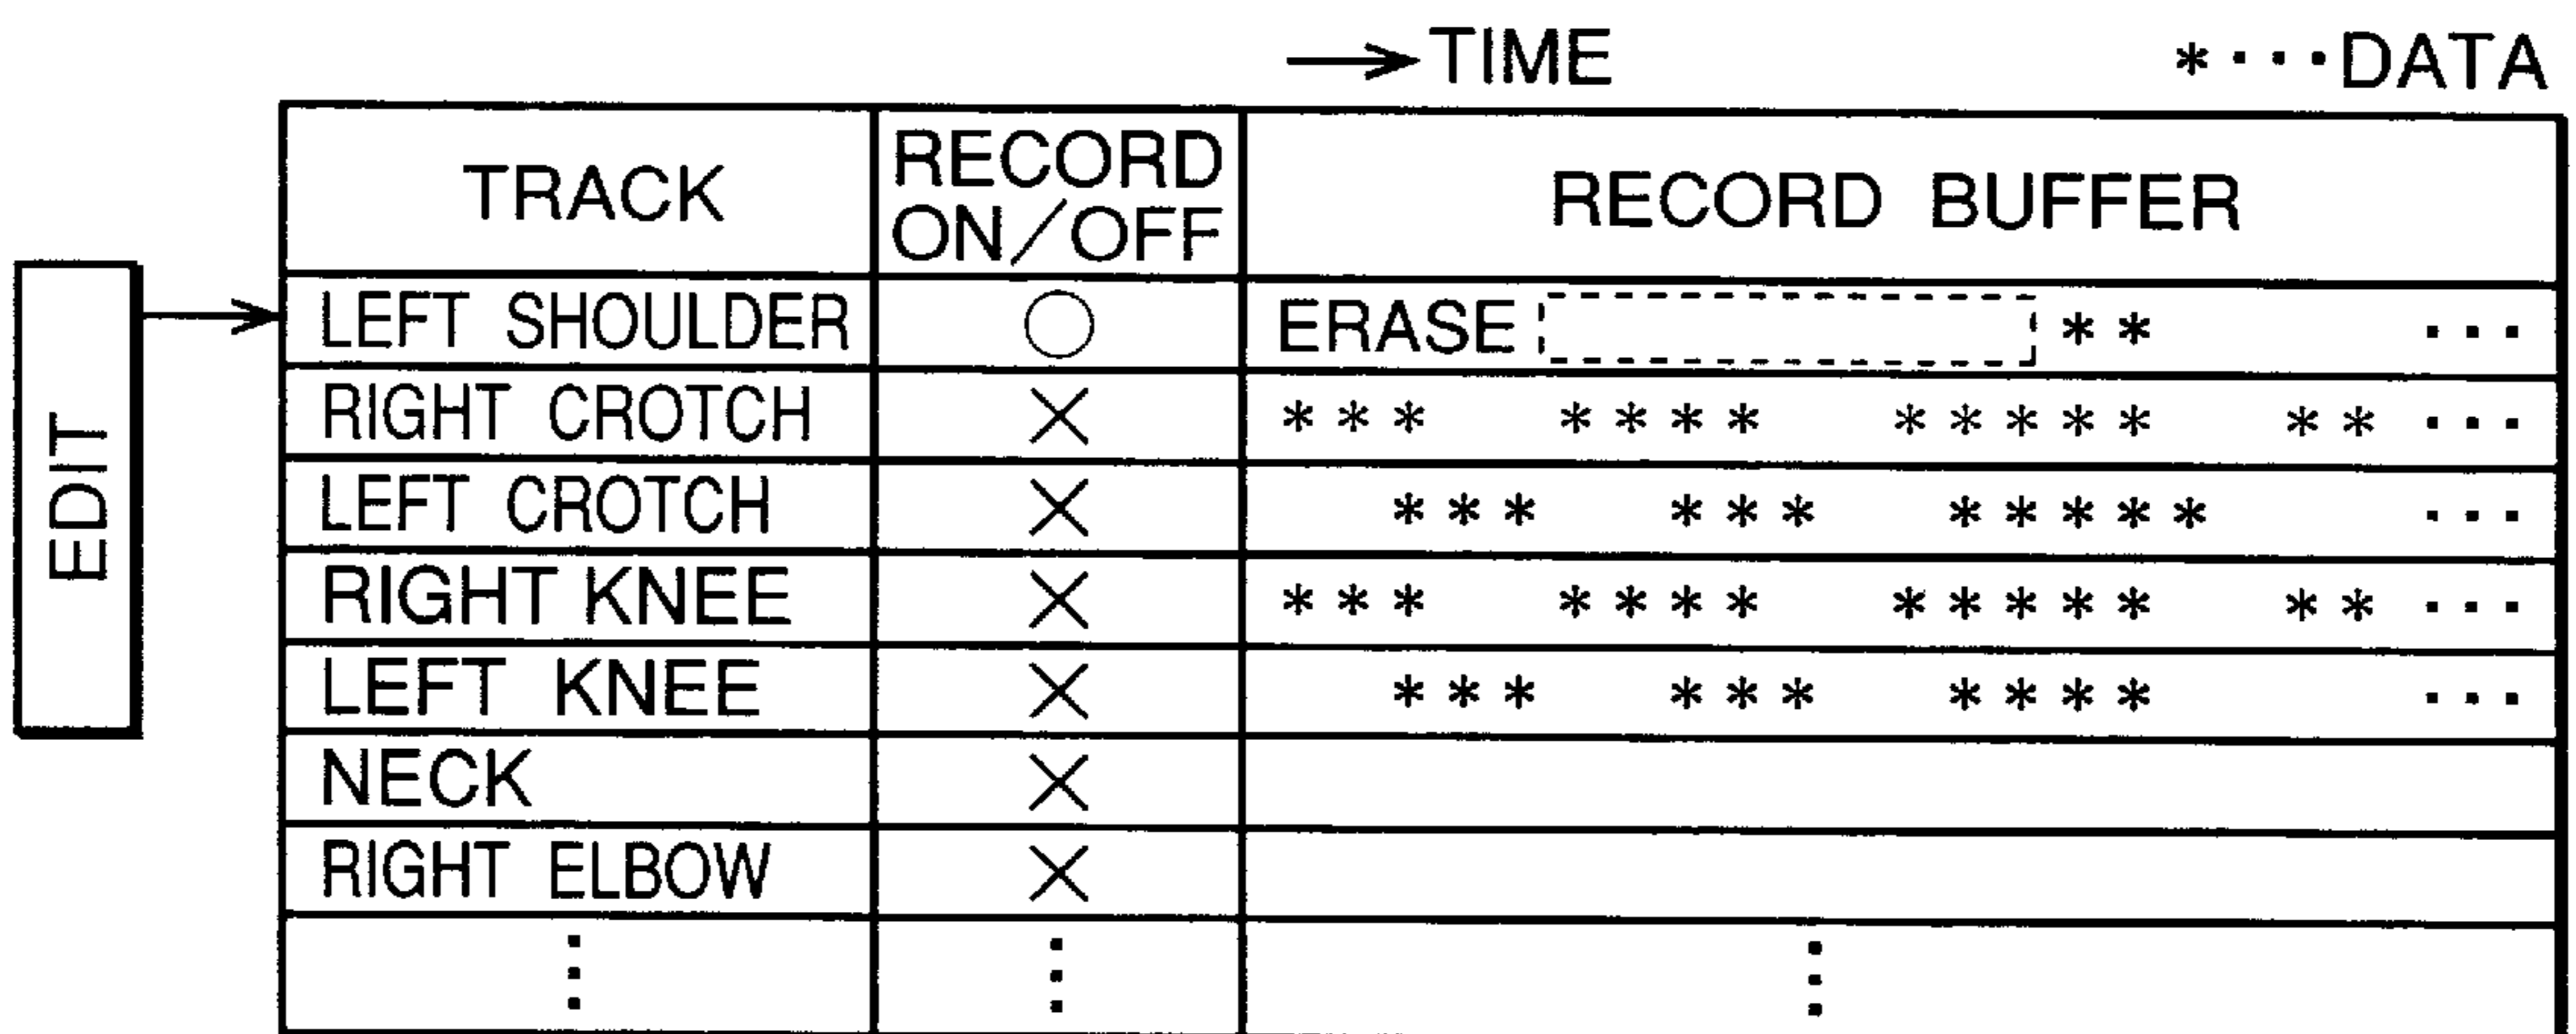 →TIME *・・・DATA
TRACK RECORD ON/OFF RECORD BUFFER
EDIT
LEFT SHOULDER ○ ERASE ** ...
RIGHT CROTCH × *** **** ***** ** ...
LEFT CROTCH × *** *** ***** ...
RIGHT KNEE × *** **** ***** ** ...
LEFT KNEE × *** *** **** ...
NECK ×
RIGHT ELBOW ×
⋮ ⋮ ⋮